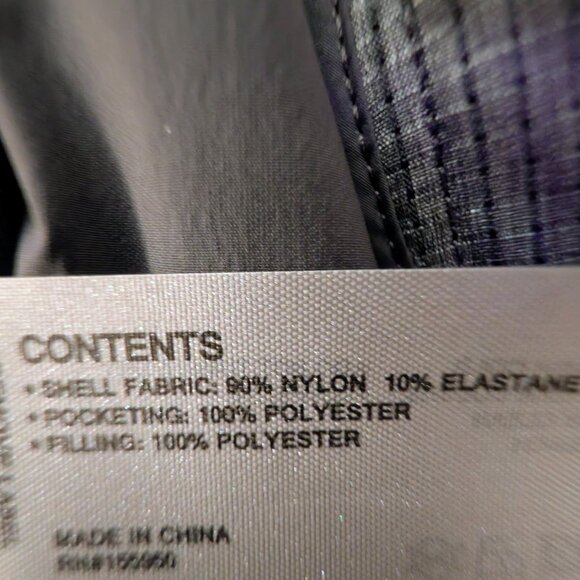 CONTENTS
• SHELL FABRIC: 90% NYLON 10% ELASTANE
• POCKETING: 100% POLYESTER
• FILLING: 100% POLYESTER
MADE IN CHINA